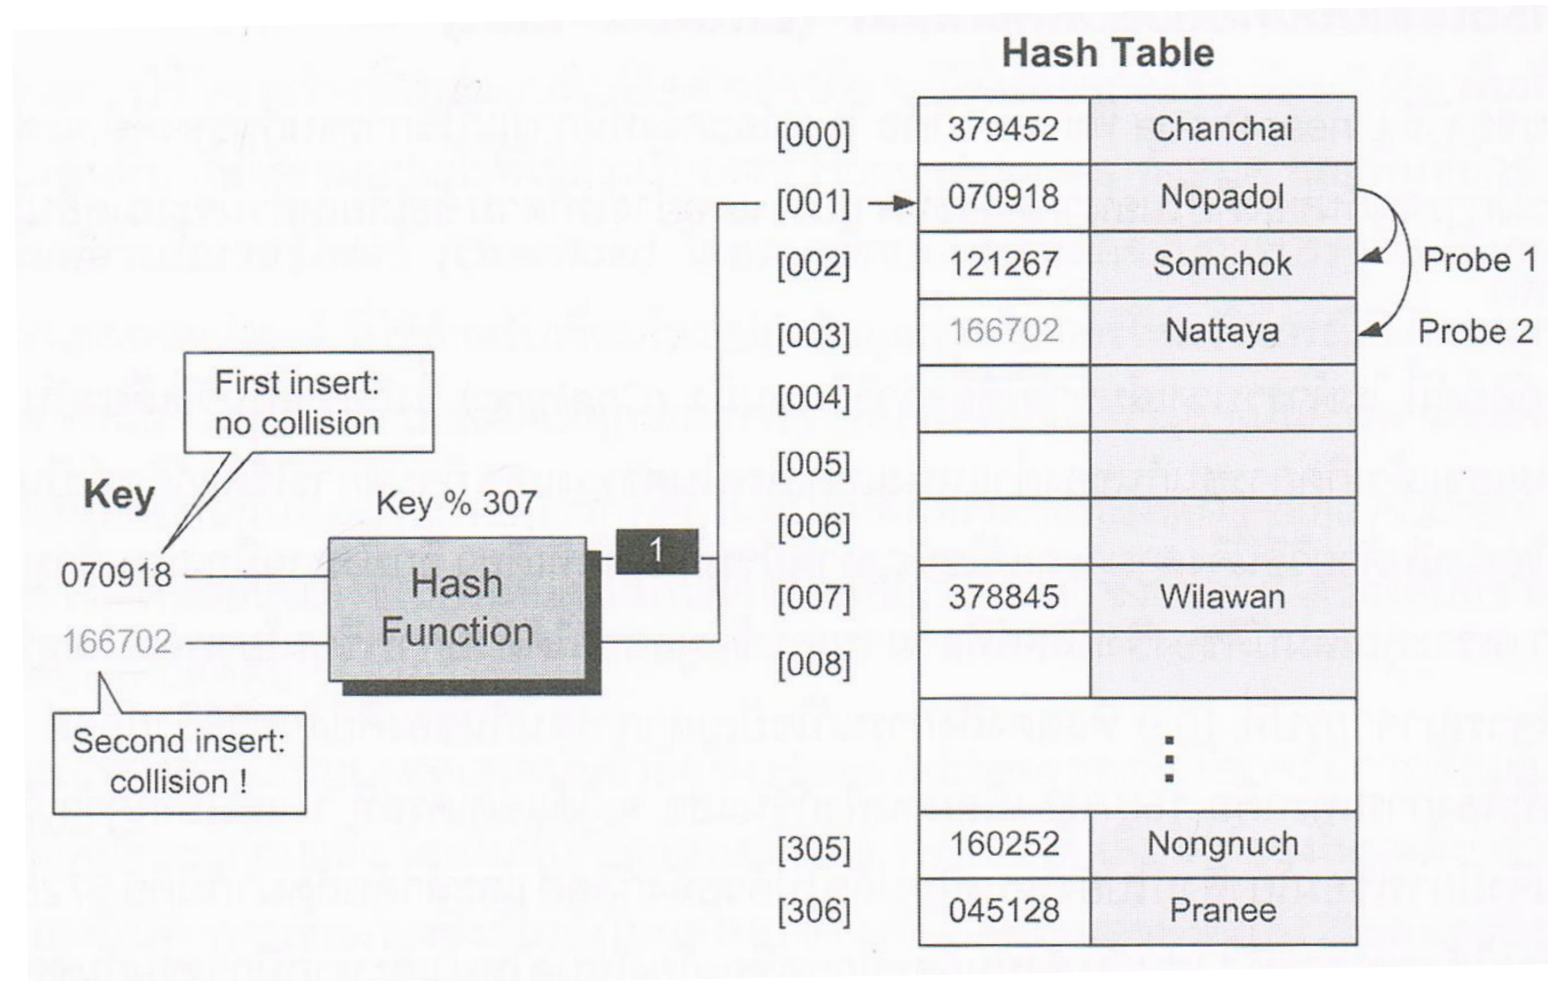 Hash Table
[000] 379452 Chanchai
[001] 070918 Nopadol
[002] 121267 Somchok Probe 1
[003] 166702 Nattaya Probe 2
[004]
[005]
[006]
[007] 378845 Wilawan
[008]
[305] 160252 Nongnuch
[306] 045128 Pranee
First insert:
no collision
Key
Key % 307
1
070918
Hash
Function
166702
Second insert:
collision !